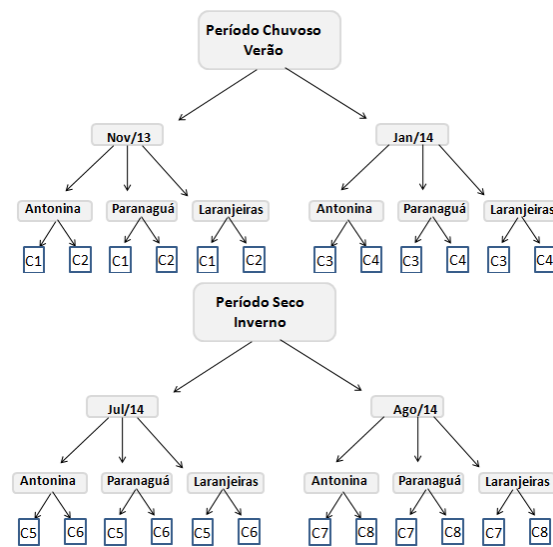 Período Chuvoso
Verão
Nov/13 Jan/14
Antonina Paranaguá Laranjeiras Antonina Paranaguá Laranjeiras
C1 C2 C1 C2 C1 C2 C3 C4 C3 C4 C3 C4
Período Seco
Inverno
Jul/14 Ago/14
Antonina Paranaguá Laranjeiras Antonina Paranaguá Laranjeiras
C5 C6 C5 C6 C5 C6 C7 C8 C7 C8 C7 C8